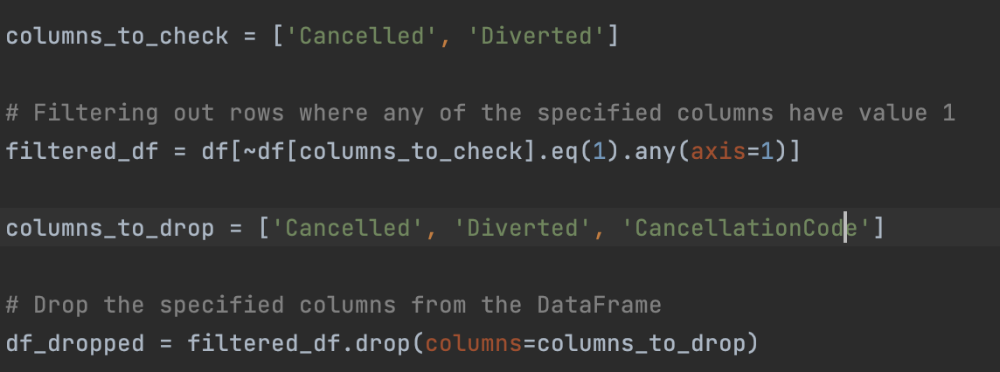 columns_to_check = ['Cancelled', 'Diverted']
# Filtering out rows where any of the specified columns have value 1
filtered_df = df[~df[columns_to_check].eq(1).any(axis=1)]
columns_to_drop = ['Cancelled', 'Diverted', 'CancellationCode']
# Drop the specified columns from the DataFrame
df_dropped = filtered_df.drop(columns=columns_to_drop)